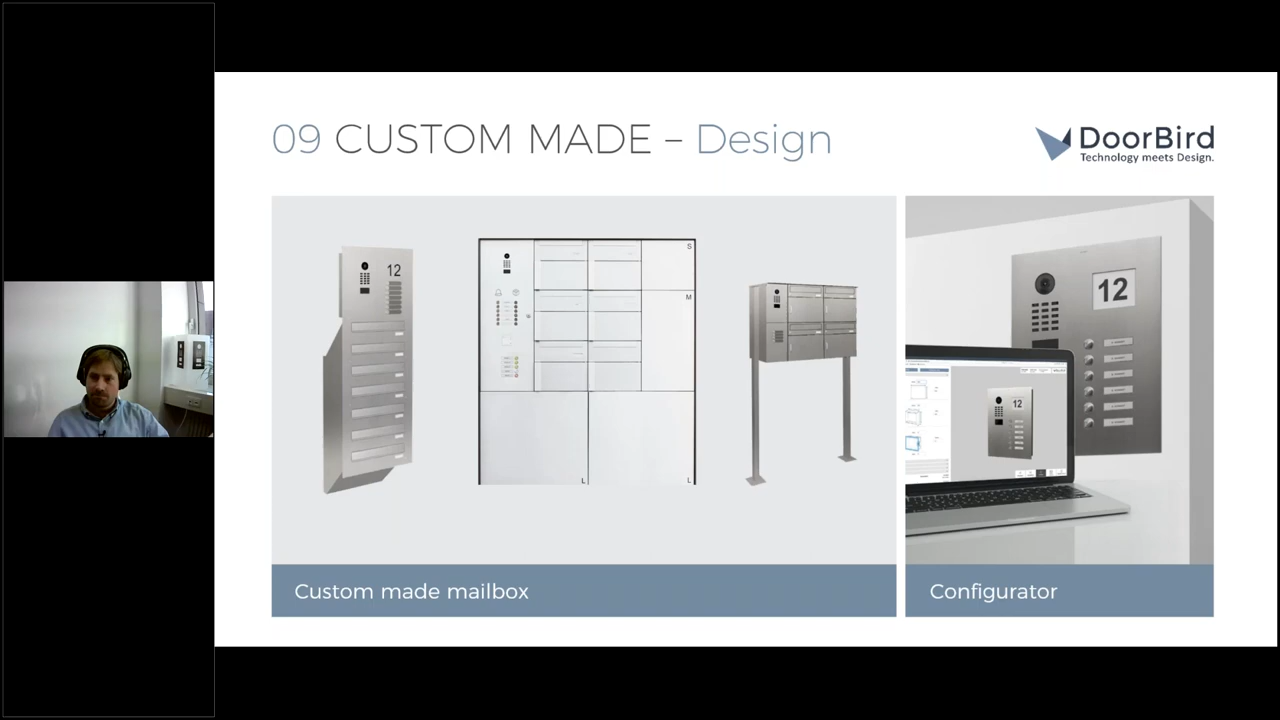 09 CUSTOM MADE – Design
DoorBird
Technology meets Design.
12
S
M
L
L
12
12
Custom made mailbox
Configurator